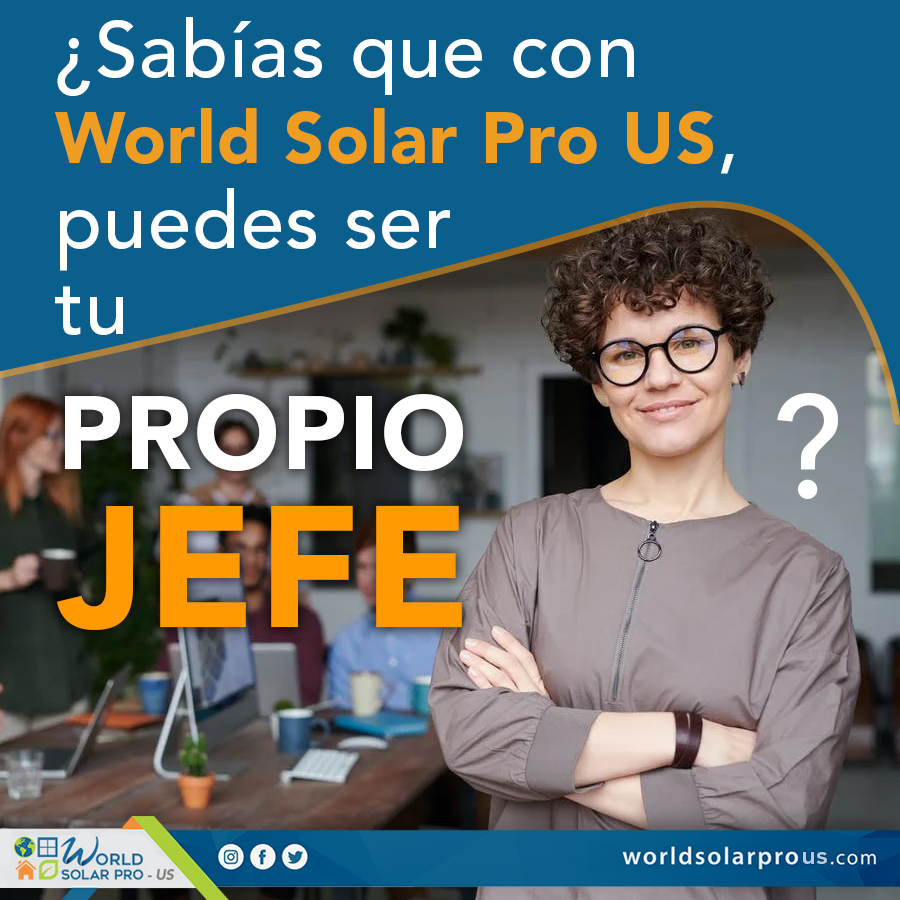 ¿Sabías que con
World Solar Pro US,
puedes ser
tu
PROPIO
JEFE
?
WORLD
SOLAR PRO - US
worldsolarprous.com